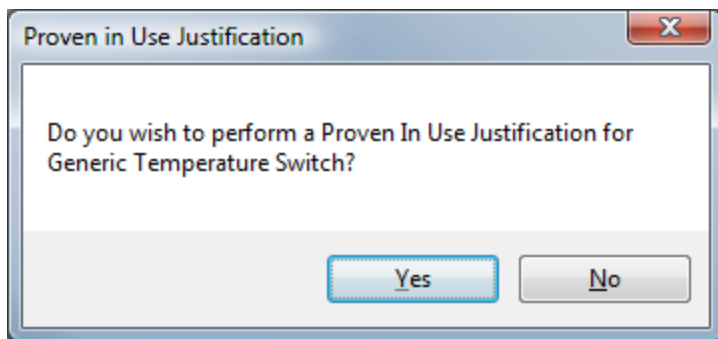 Proven in Use Justification
Do you wish to perform a Proven In Use Justification for
Generic Temperature Switch?
Yes
No